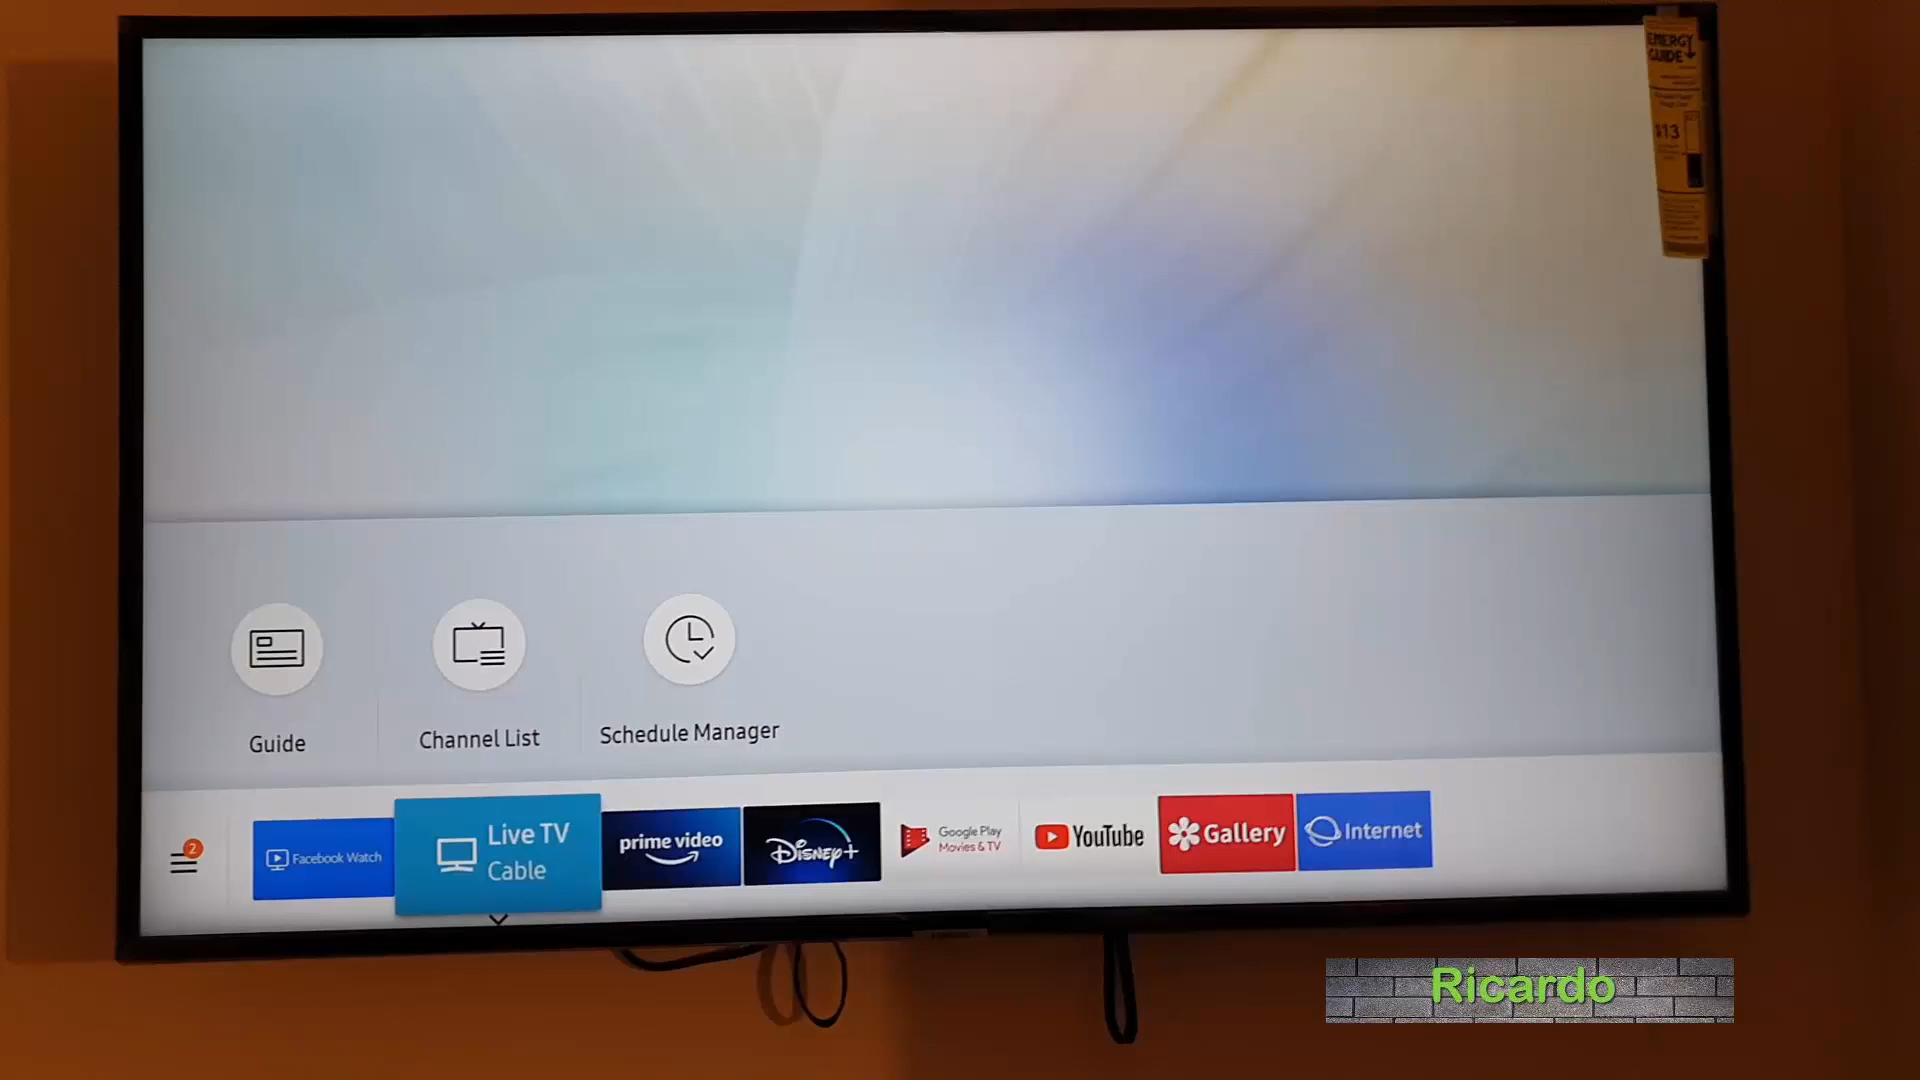 ENERGY
GUIDE
$13
Guide
Channel List
Schedule Manager
2
Facebook Watch
Live TV
Cable
prime video
Disney+
Google Play
Movies & TV
YouTube
Gallery
Internet
Ricardo